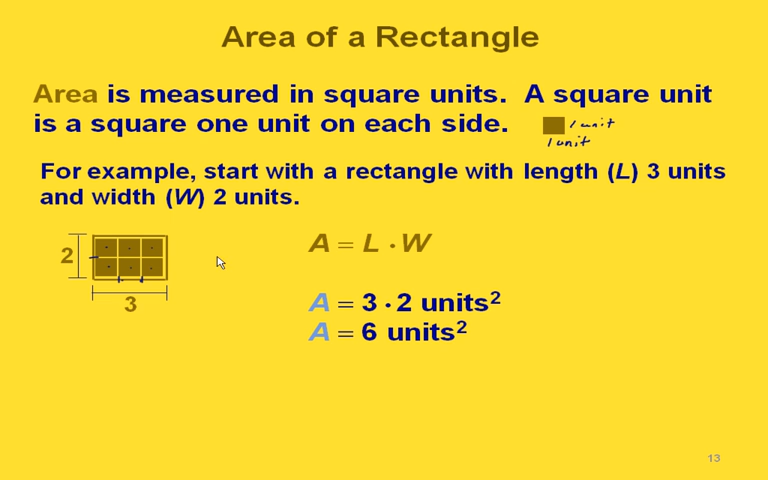 Area of a Rectangle
Area is measured in square units. A square unit
is a square one unit on each side.
1 unit
1 unit
For example, start with a rectangle with length (L) 3 units
and width (W) 2 units.
2
3
A = L · W
A = 3 · 2 units²
A = 6 units²
13